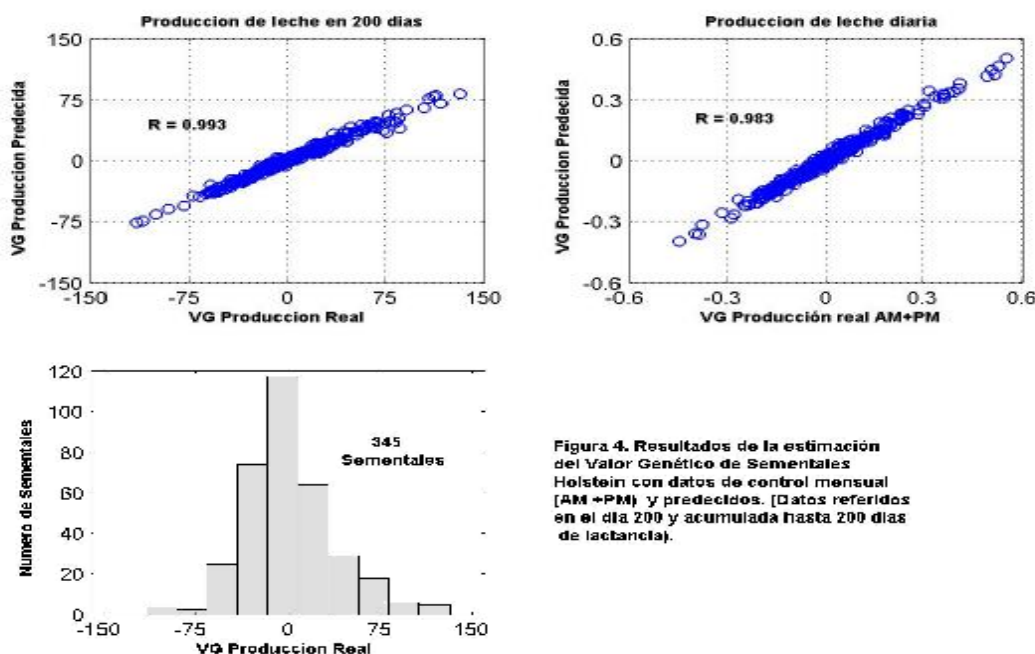 Produccion de leche en 200 dias
150
75
0
-75
-150
VG Produccion Predecida
R = 0.993
-150 -75 0 75 150
VG Produccion Real
Produccion de leche diaria
0.6
0.3
0
-0.3
-0.6
VG Produccion Predecida
R = 0.983
-0.6 -0.3 0 0.3 0.6
VG Producción real AM+PM
120
100
80
60
40
20
0
Numero de Sementales
345
Sementales
-150 -75 0 75 150
VG Produccion Real
Figura 4. Resultados de la estimación
del Valor Genético de Sementales
Holstein con datos de control mensual
(AM +PM) y predecidos. (Datos referidos
en el dia 200 y acumulada hasta 200 dias
de lactancia).